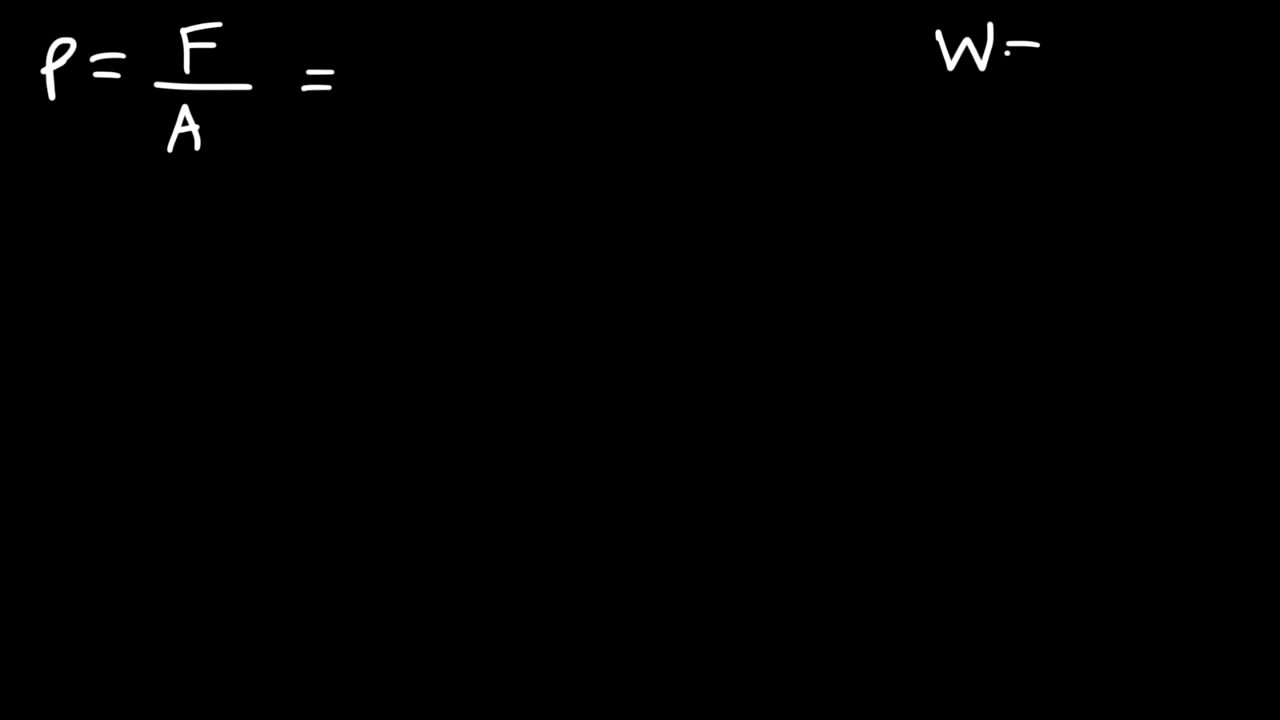 P = F/A =
W =